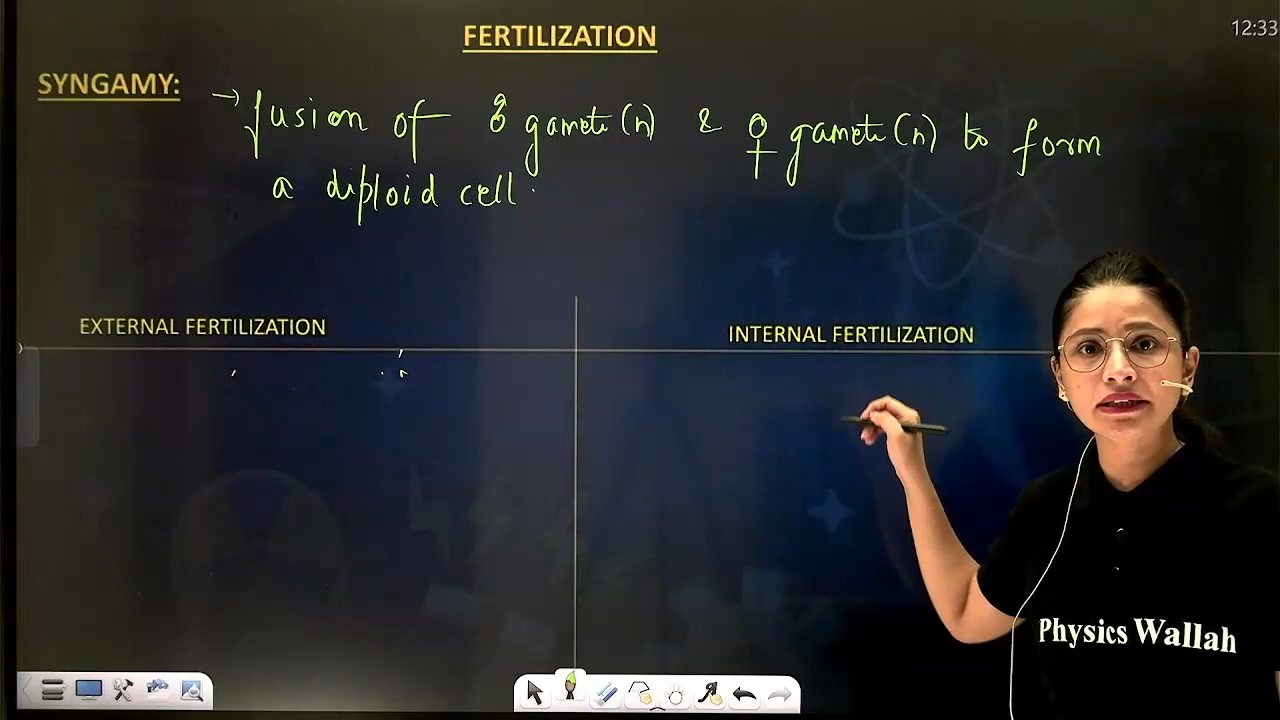 FERTILIZATION
12:33
SYNGAMY:
→ fusion of ♂ gamete (n) & ♀ gamete (n) to form
a diploid cell.
EXTERNAL FERTILIZATION
INTERNAL FERTILIZATION
Physics Wallah